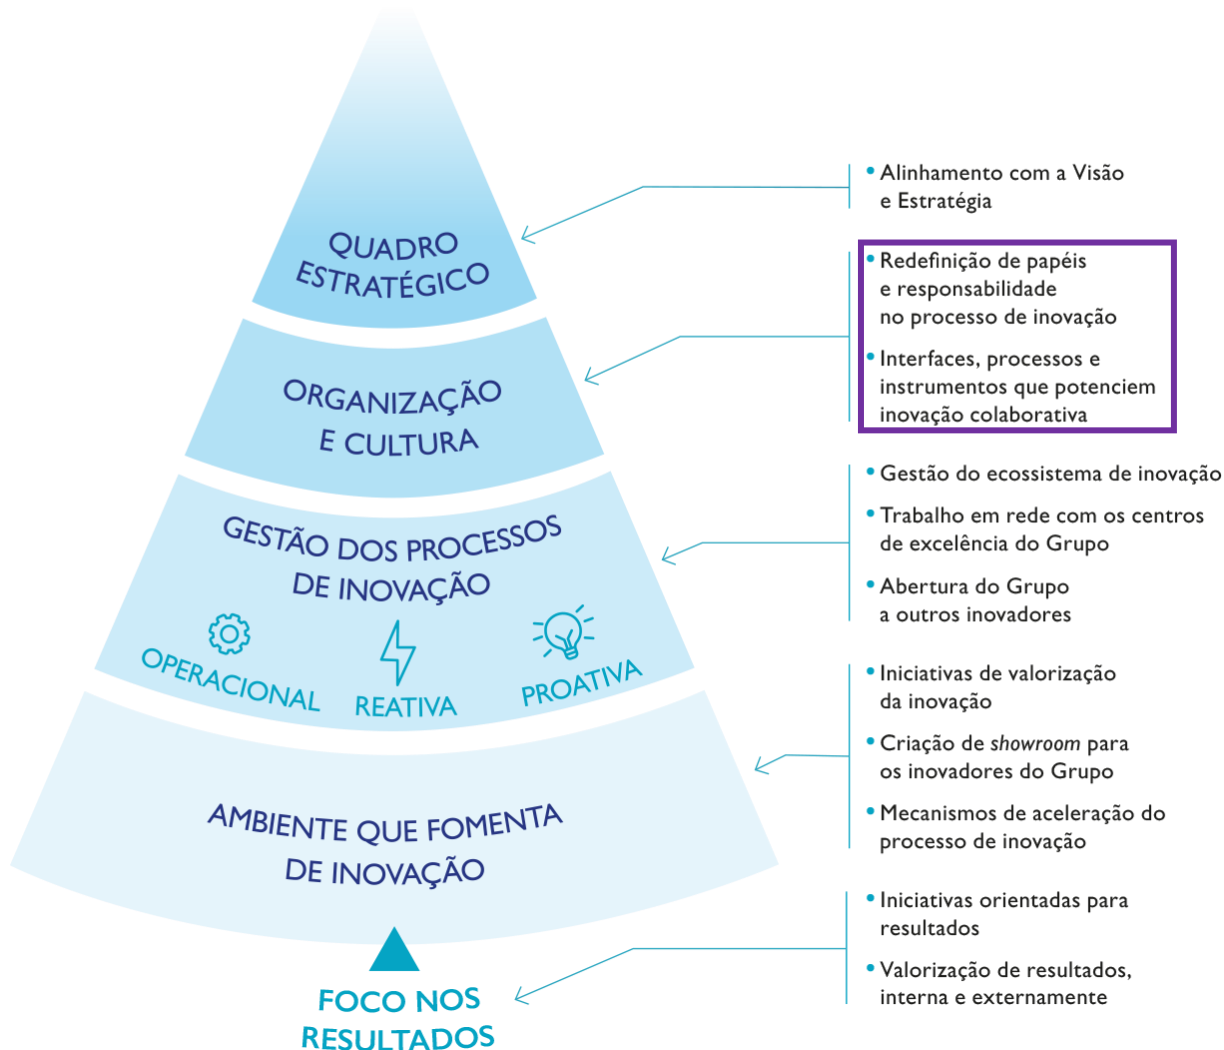 QUADRO
ESTRATÉGICO
• Alinhamento com a Visão
e Estratégia
ORGANIZAÇÃO
E CULTURA
• Redefinição de papéis
e responsabilidade
no processo de inovação
• Interfaces, processos e
instrumentos que potenciem
inovação colaborativa
GESTÃO DOS PROCESSOS
DE INOVAÇÃO
OPERACIONAL
REATIVA
PROATIVA
• Gestão do ecossistema de inovação
• Trabalho em rede com os centros
de excelência do Grupo
• Abertura do Grupo
a outros inovadores
AMBIENTE QUE FOMENTA
DE INOVAÇÃO
• Iniciativas de valorização
da inovação
• Criação de showroom para
os inovadores do Grupo
• Mecanismos de aceleração do
processo de inovação
FOCO NOS
RESULTADOS
• Iniciativas orientadas para
resultados
• Valorização de resultados,
interna e externamente